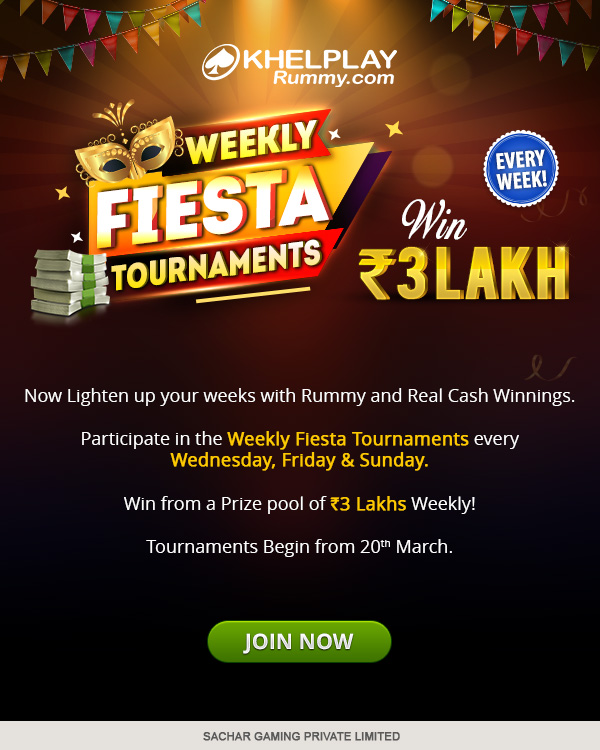 KHELPLAY
Rummy.com
WEEKLY
FIESTA
TOURNAMENTS
EVERY
WEEK!
Win
₹3 LAKH
Now Lighten up your weeks with Rummy and Real Cash Winnings.
Participate in the Weekly Fiesta Tournaments every
Wednesday, Friday & Sunday.
Win from a Prize pool of ₹3 Lakhs Weekly!
Tournaments Begin from 20th March.
JOIN NOW
SACHAR GAMING PRIVATE LIMITED